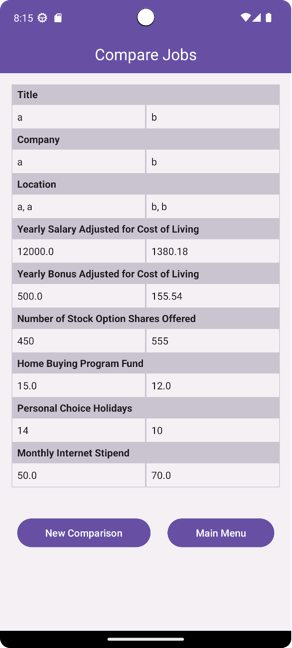 8:15
Compare Jobs
Title
a b
Company
a b
Location
a, a b, b
Yearly Salary Adjusted for Cost of Living
12000.0 1380.18
Yearly Bonus Adjusted for Cost of Living
500.0 155.54
Number of Stock Option Shares Offered
450 555
Home Buying Program Fund
15.0 12.0
Personal Choice Holidays
14 10
Monthly Internet Stipend
50.0 70.0
New Comparison Main Menu